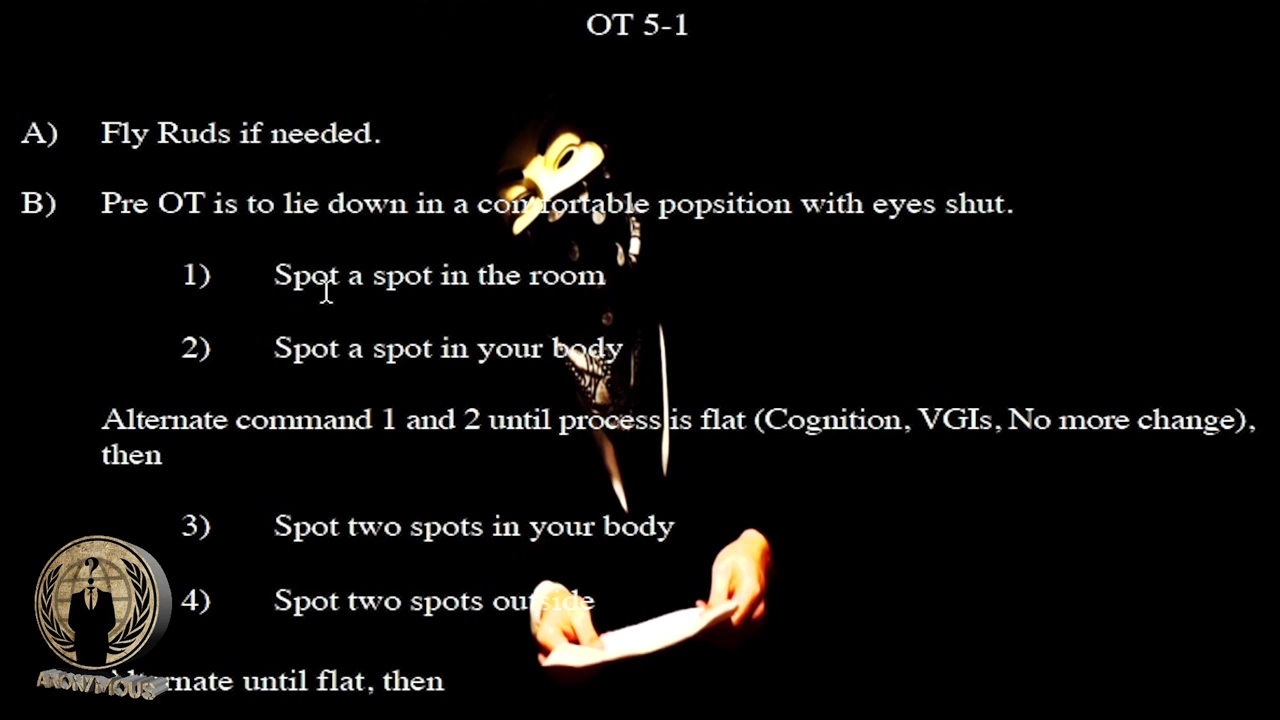 OT 5-1
A) Fly Ruds if needed.
B) Pre OT is to lie down in a comfortable popsition with eyes shut.
1) Spot a spot in the room
2) Spot a spot in your body
Alternate command 1 and 2 until process is flat (Cognition, VGIs, No more change),
then
3) Spot two spots in your body
4) Spot two spots outside
Alternate until flat, then
?
ANONYMOUS